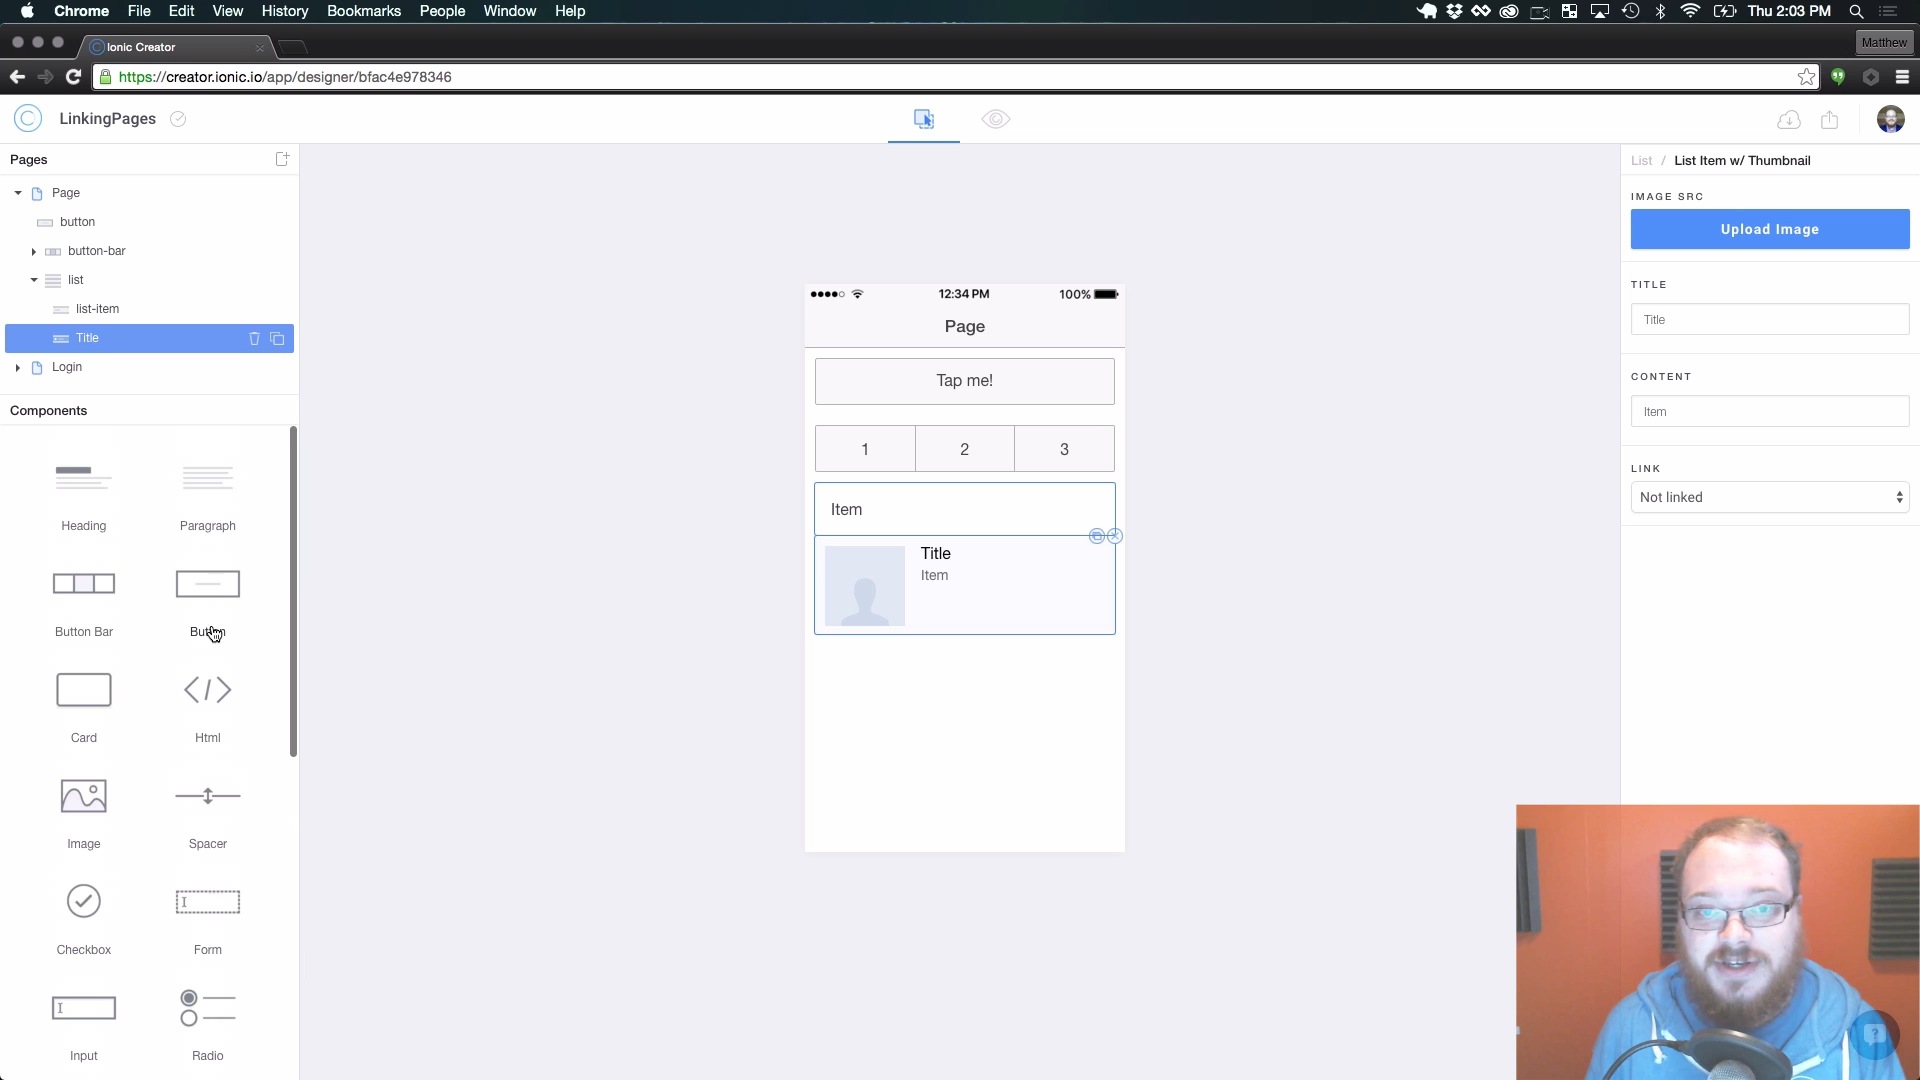 Chrome File Edit View History Bookmarks People Window Help Thu 2:03 PM
Ionic Creator Matthew
https://creator.ionic.io/app/designer/bfac4e978346
LinkingPages
Pages
Page
button
button-bar
list
list-item
Title
Login
Components
Heading Paragraph
Button Bar Button
Card Html
Image Spacer
Checkbox Form
Input Radio
12:34 PM 100%
Page
Tap me!
1 2 3
Item
Title
Item
List / List Item w/ Thumbnail
IMAGE SRC
Upload Image
TITLE
Title
CONTENT
Item
LINK
Not linked